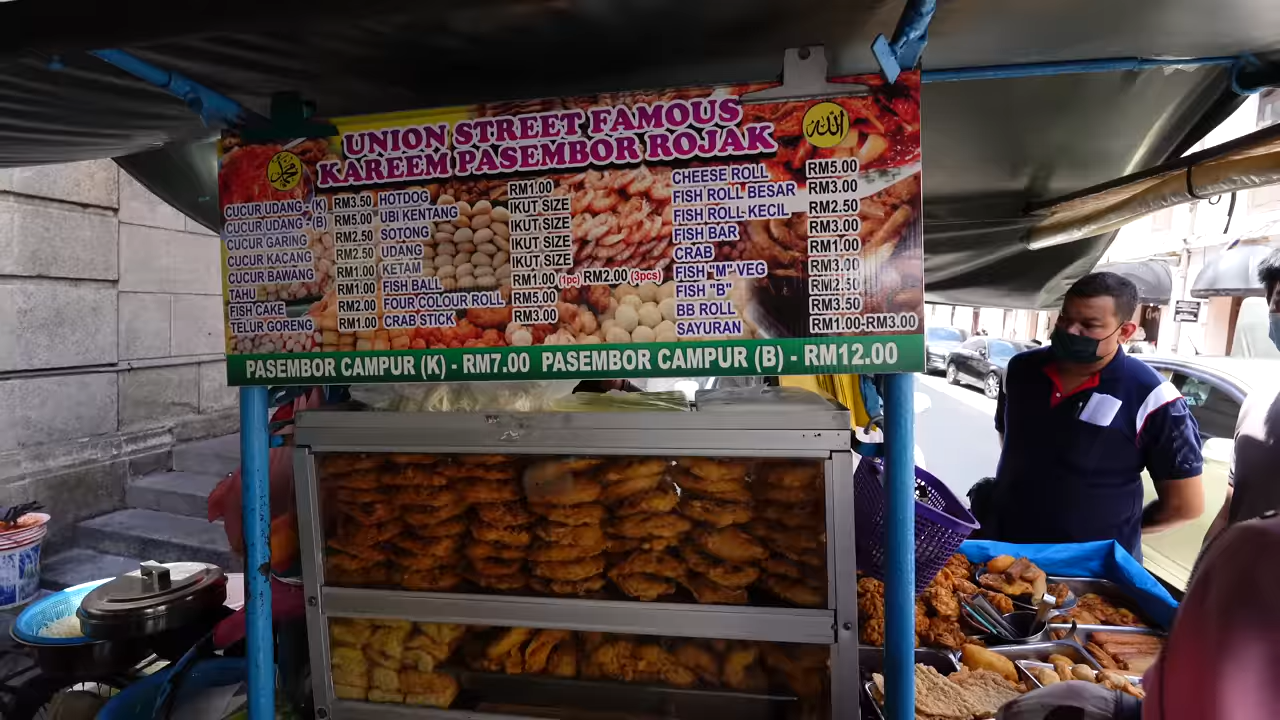 UNION STREET FAMOUS
KAREEM PASEMBOR ROJAK
محمد
الله
CUCUR UDANG - (K) RM3.50
CUCUR UDANG - (B) RM5.00
CUCUR GARING RM2.50
CUCUR KACANG RM2.50
CUCUR BAWANG RM1.00
TAHU RM1.00
FISH CAKE RM2.00
TELUR GORENG RM1.00
HOTDOG RM1.00
UBI KENTANG IKUT SIZE
SOTONG IKUT SIZE
UDANG IKUT SIZE
KETAM IKUT SIZE
FISH BALL RM1.00 (1pc) RM2.00 (3pcs)
FOUR COLOUR ROLL RM5.00
CRAB STICK RM3.00
CHEESE ROLL RM5.00
FISH ROLL BESAR RM3.00
FISH ROLL KECIL RM2.50
FISH BAR RM3.00
CRAB RM1.00
FISH "M" VEG RM3.00
FISH "B" RM2.50
BB ROLL RM3.50
SAYURAN RM1.00-RM3.00
PASEMBOR CAMPUR (K) - RM7.00 PASEMBOR CAMPUR (B) - RM12.00